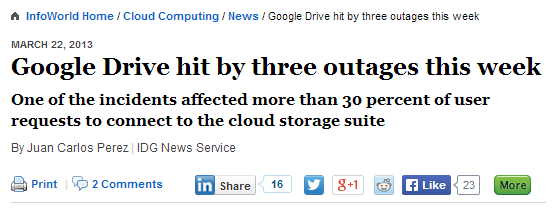 InfoWorld Home / Cloud Computing / News / Google Drive hit by three outages this week
MARCH 22, 2013
Google Drive hit by three outages this week
One of the incidents affected more than 30 percent of user
requests to connect to the cloud storage suite
By Juan Carlos Perez | IDG News Service
Print | 2 Comments in Share 16 g+1 f Like 23 More